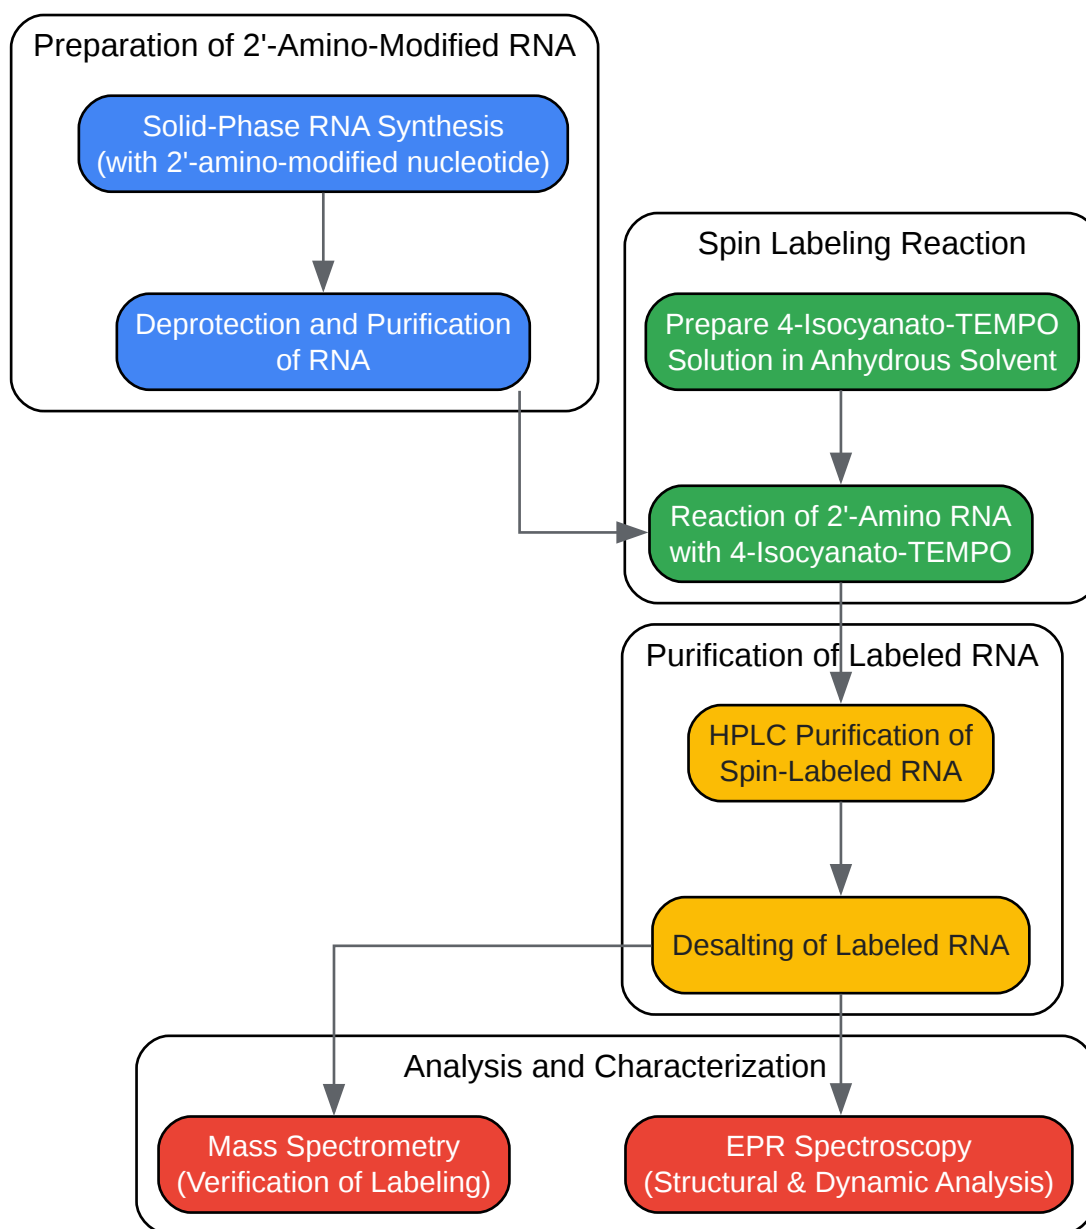 Preparation of 2'-Amino-Modified RNA
Solid-Phase RNA Synthesis
(with 2'-amino-modified nucleotide)
Deprotection and Purification
of RNA
Spin Labeling Reaction
Prepare 4-Isocyanato-TEMPO
Solution in Anhydrous Solvent
Reaction of 2'-Amino RNA
with 4-Isocyanato-TEMPO
Purification of Labeled RNA
HPLC Purification of
Spin-Labeled RNA
Desalting of Labeled RNA
Analysis and Characterization
Mass Spectrometry
(Verification of Labeling)
EPR Spectroscopy
(Structural & Dynamic Analysis)